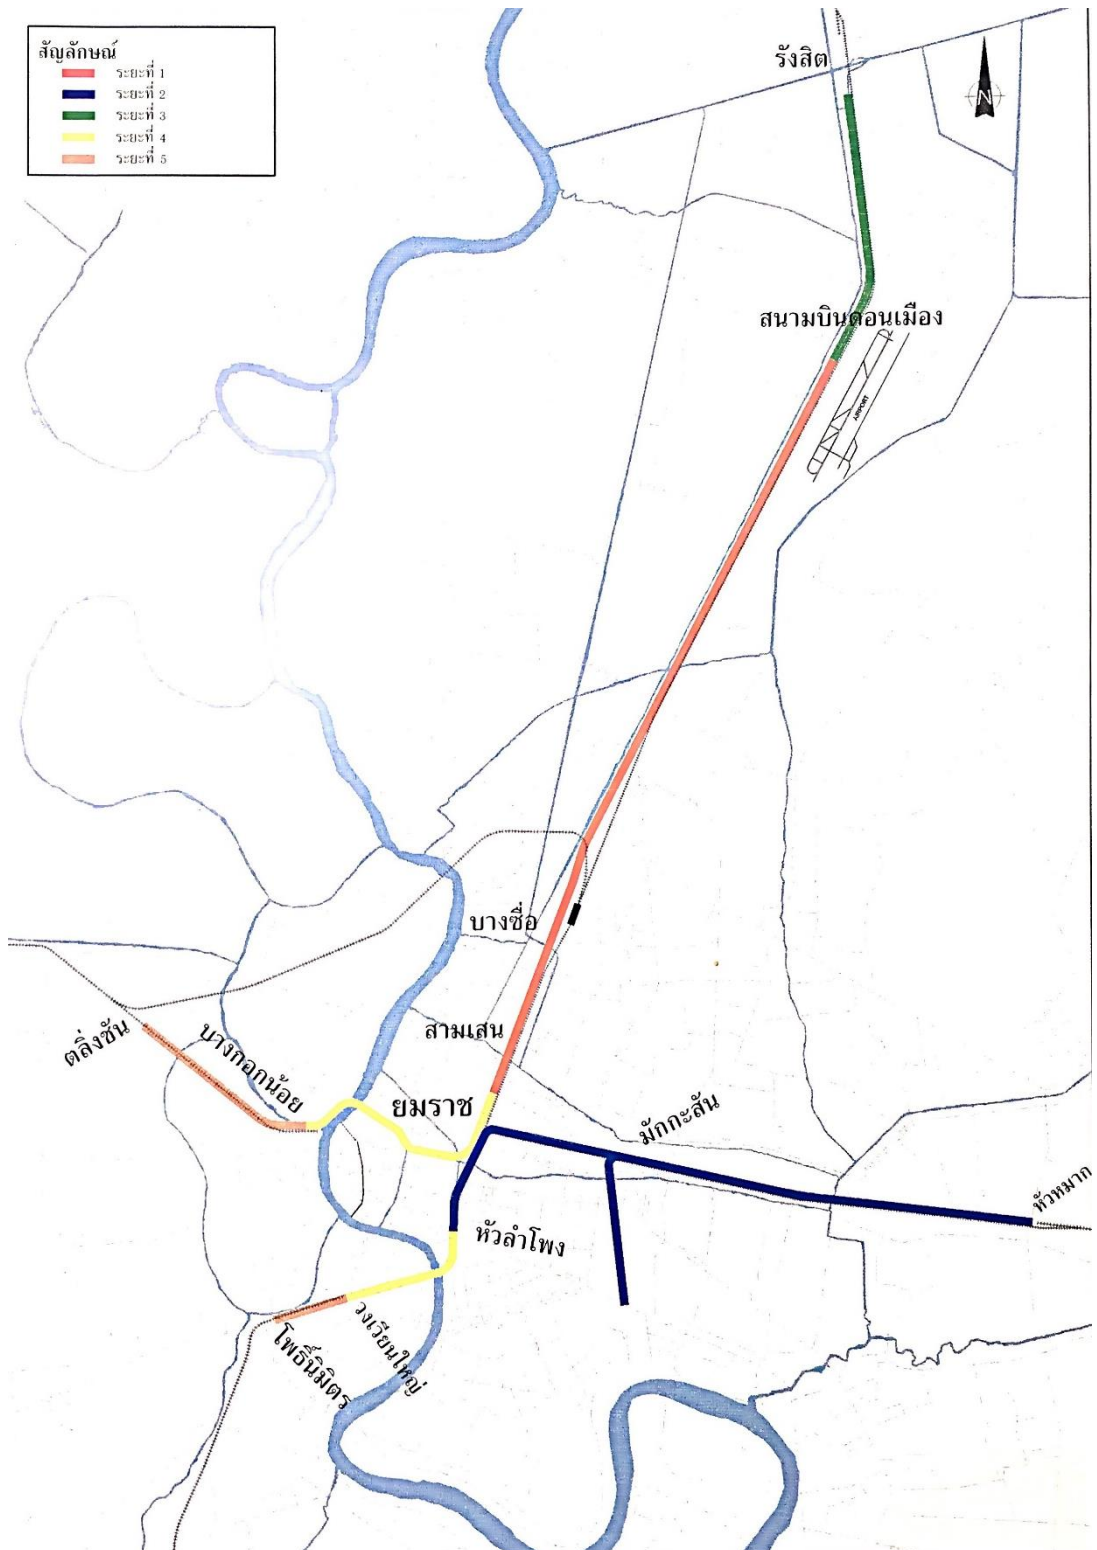 สัญลักษณ์
ระยะที่ 1
ระยะที่ 2
ระยะที่ 3
ระยะที่ 4
ระยะที่ 5
รังสิต
N
สนามบินดอนเมือง
AIRPORT
บางซื่อ
สามเสน
ตลิ่งชัน
บางกอกน้อย
ยมราช
มักกะสัน
หัวหมาก
หัวลำโพง
วงเวียนใหญ่
โพธิ์นิมิตร